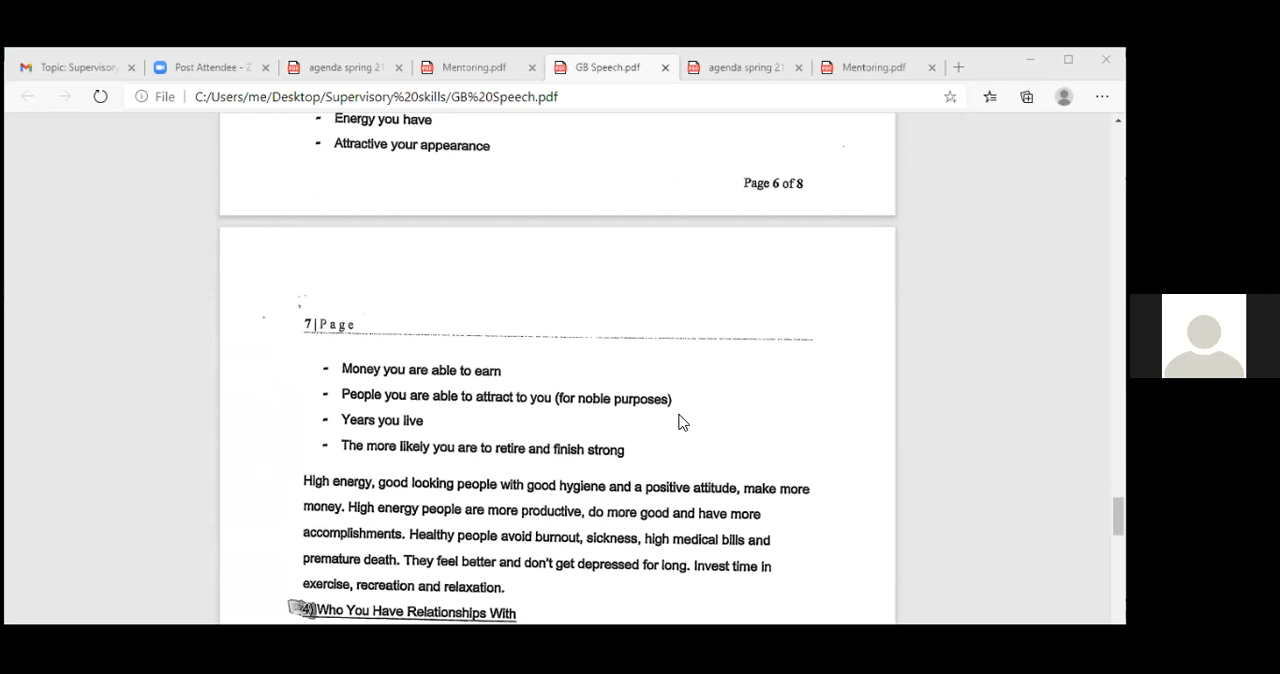 Topic: Supervisory
Post Attendee - Z
agenda spring 21
Mentoring.pdf
GB Speech.pdf
agenda spring 21
Mentoring.pdf
File
C:/Users/me/Desktop/Supervisory%20skills/GB%20Speech.pdf
- Energy you have
- Attractive your appearance
Page 6 of 8
7|Page
- Money you are able to earn
- People you are able to attract to you (for noble purposes)
- Years you live
- The more likely you are to retire and finish strong
High energy, good looking people with good hygiene and a positive attitude, make more
money. High energy people are more productive, do more good and have more
accomplishments. Healthy people avoid burnout, sickness, high medical bills and
premature death. They feel better and don't get depressed for long. Invest time in
exercise, recreation and relaxation.
4) Who You Have Relationships With